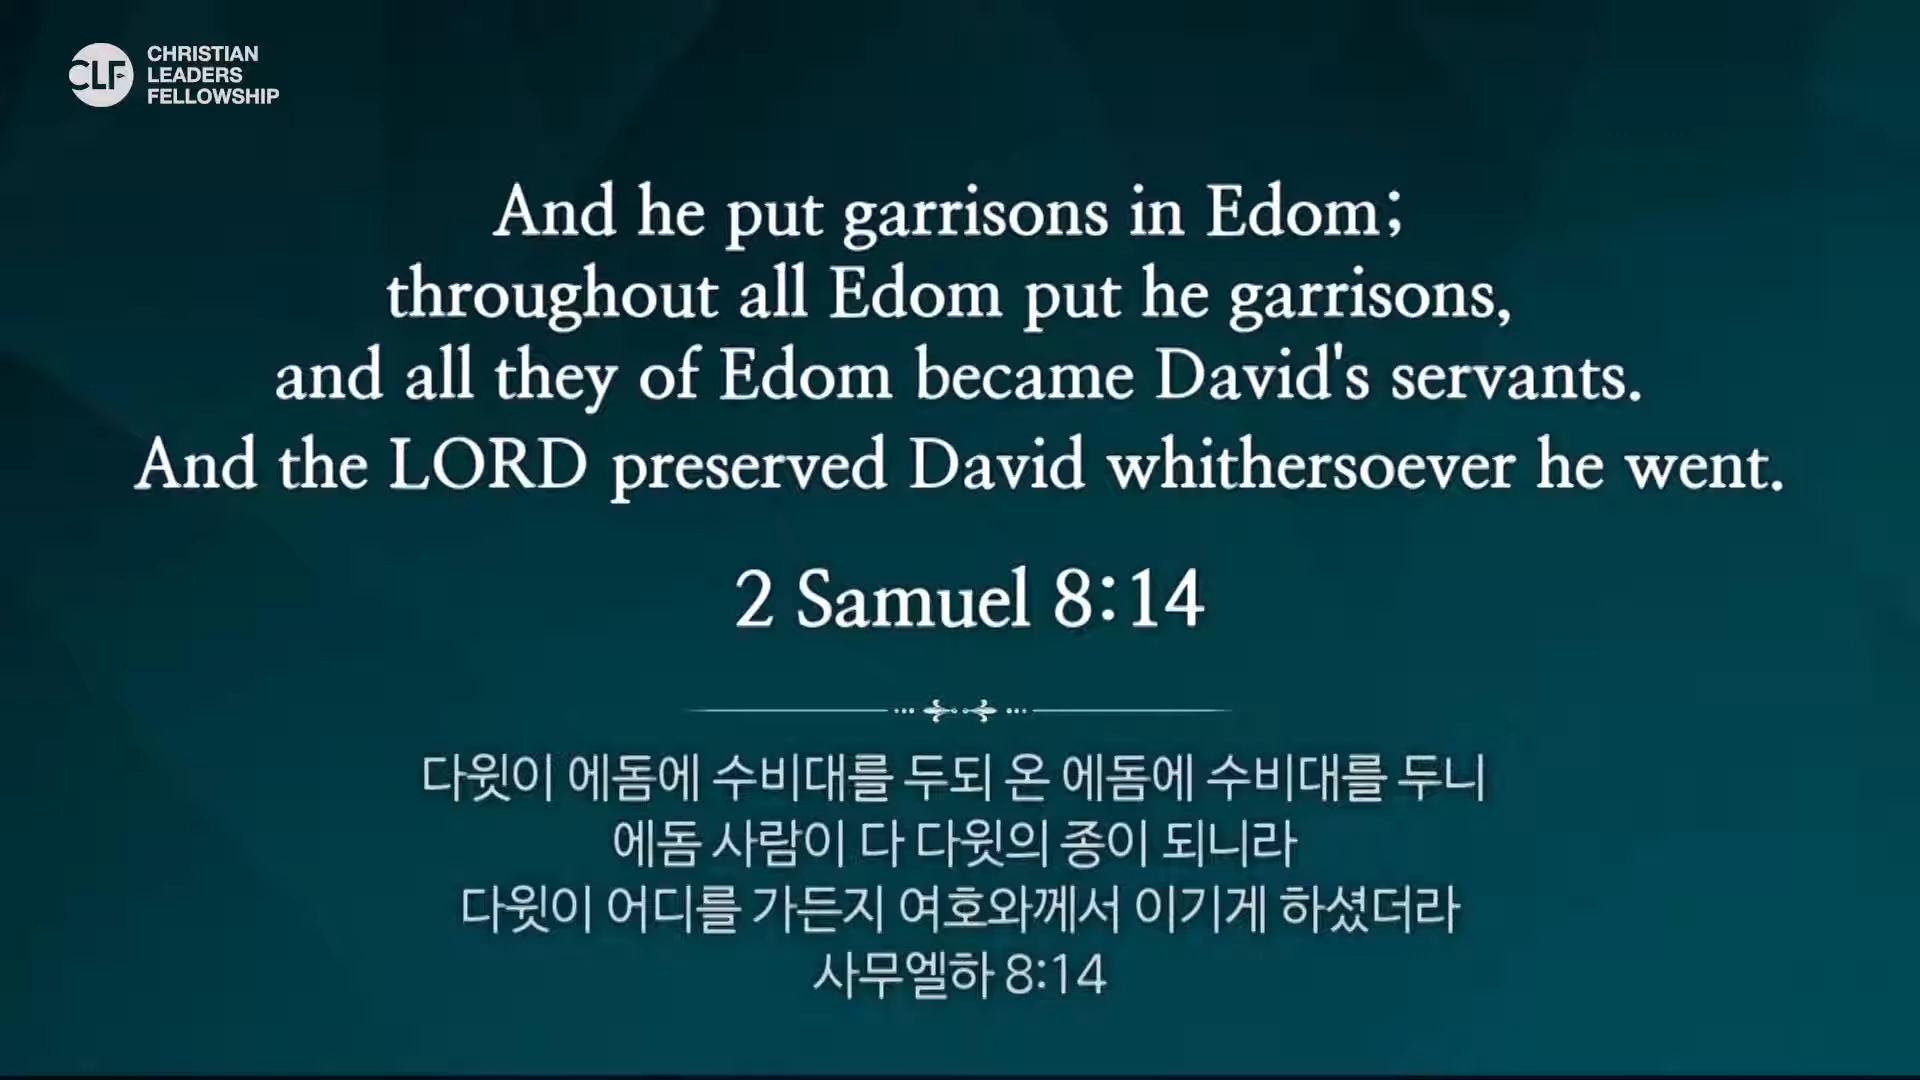 CLF
CHRISTIAN
LEADERS
FELLOWSHIP
And he put garrisons in Edom;
throughout all Edom put he garrisons,
and all they of Edom became David's servants.
And the LORD preserved David whithersoever he went.
2 Samuel 8:14
다윗이 에돔에 수비대를 두되 온 에돔에 수비대를 두니
에돔 사람이 다 다윗의 종이 되니라
다윗이 어디를 가든지 여호와께서 이기게 하셨더라
사무엘하 8:14